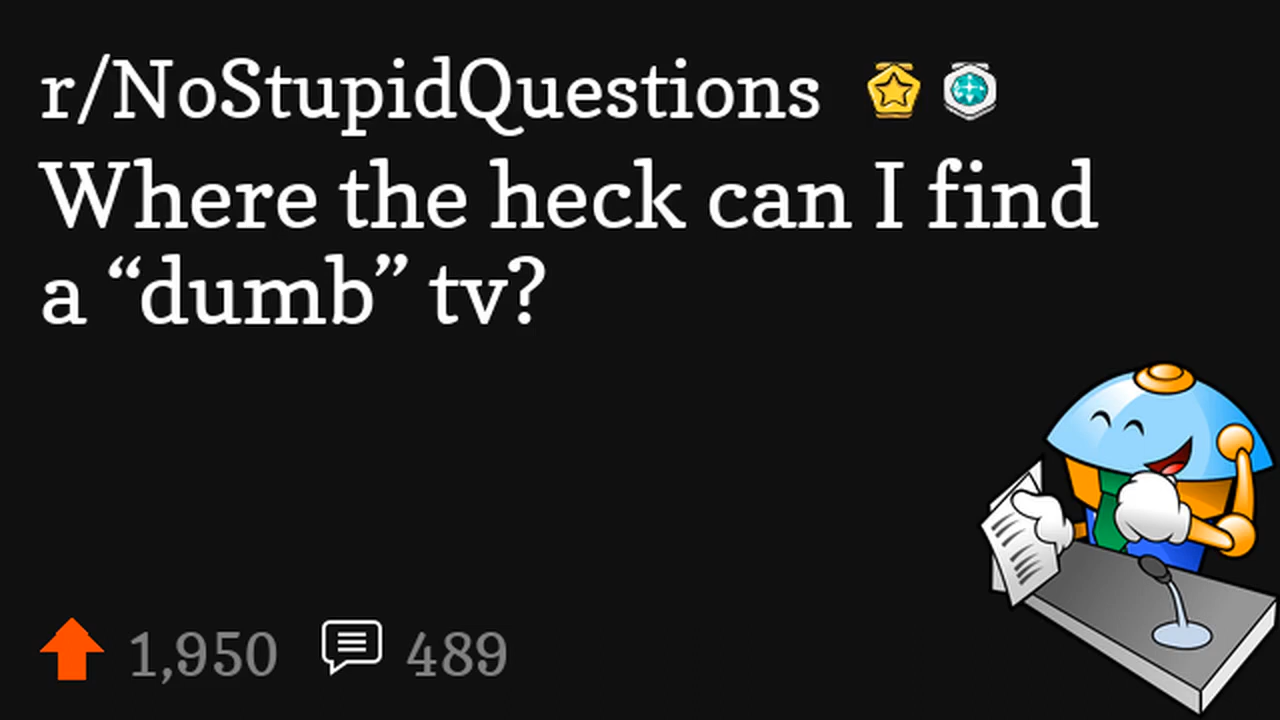 r/NoStupidQuestions
Where the heck can I find
a “dumb” tv?
1,950 489